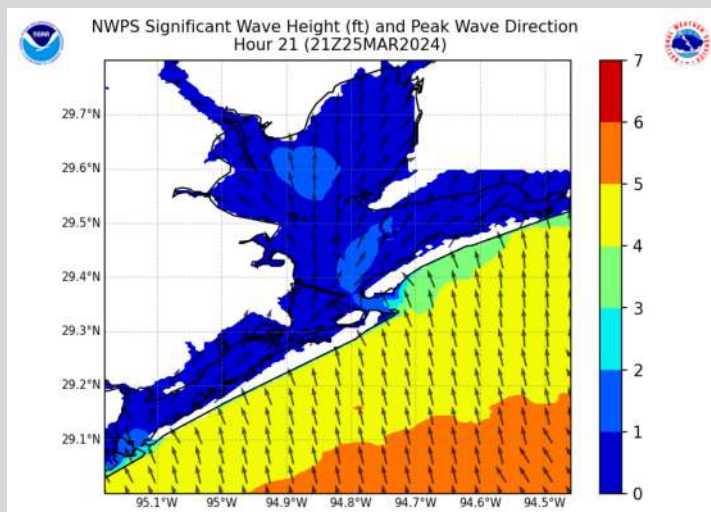 NWPS Significant Wave Height (ft) and Peak Wave Direction
Hour 21 (21Z25MAR2024)
NOAA
29.7°N
29.6°N
29.5°N
29.4°N
29.3°N
29.2°N
29.1°N
95.1°W 95°W 94.9°W 94.8°W 94.7°W 94.6°W 94.5°W
7
6
5
4
3
2
1
0